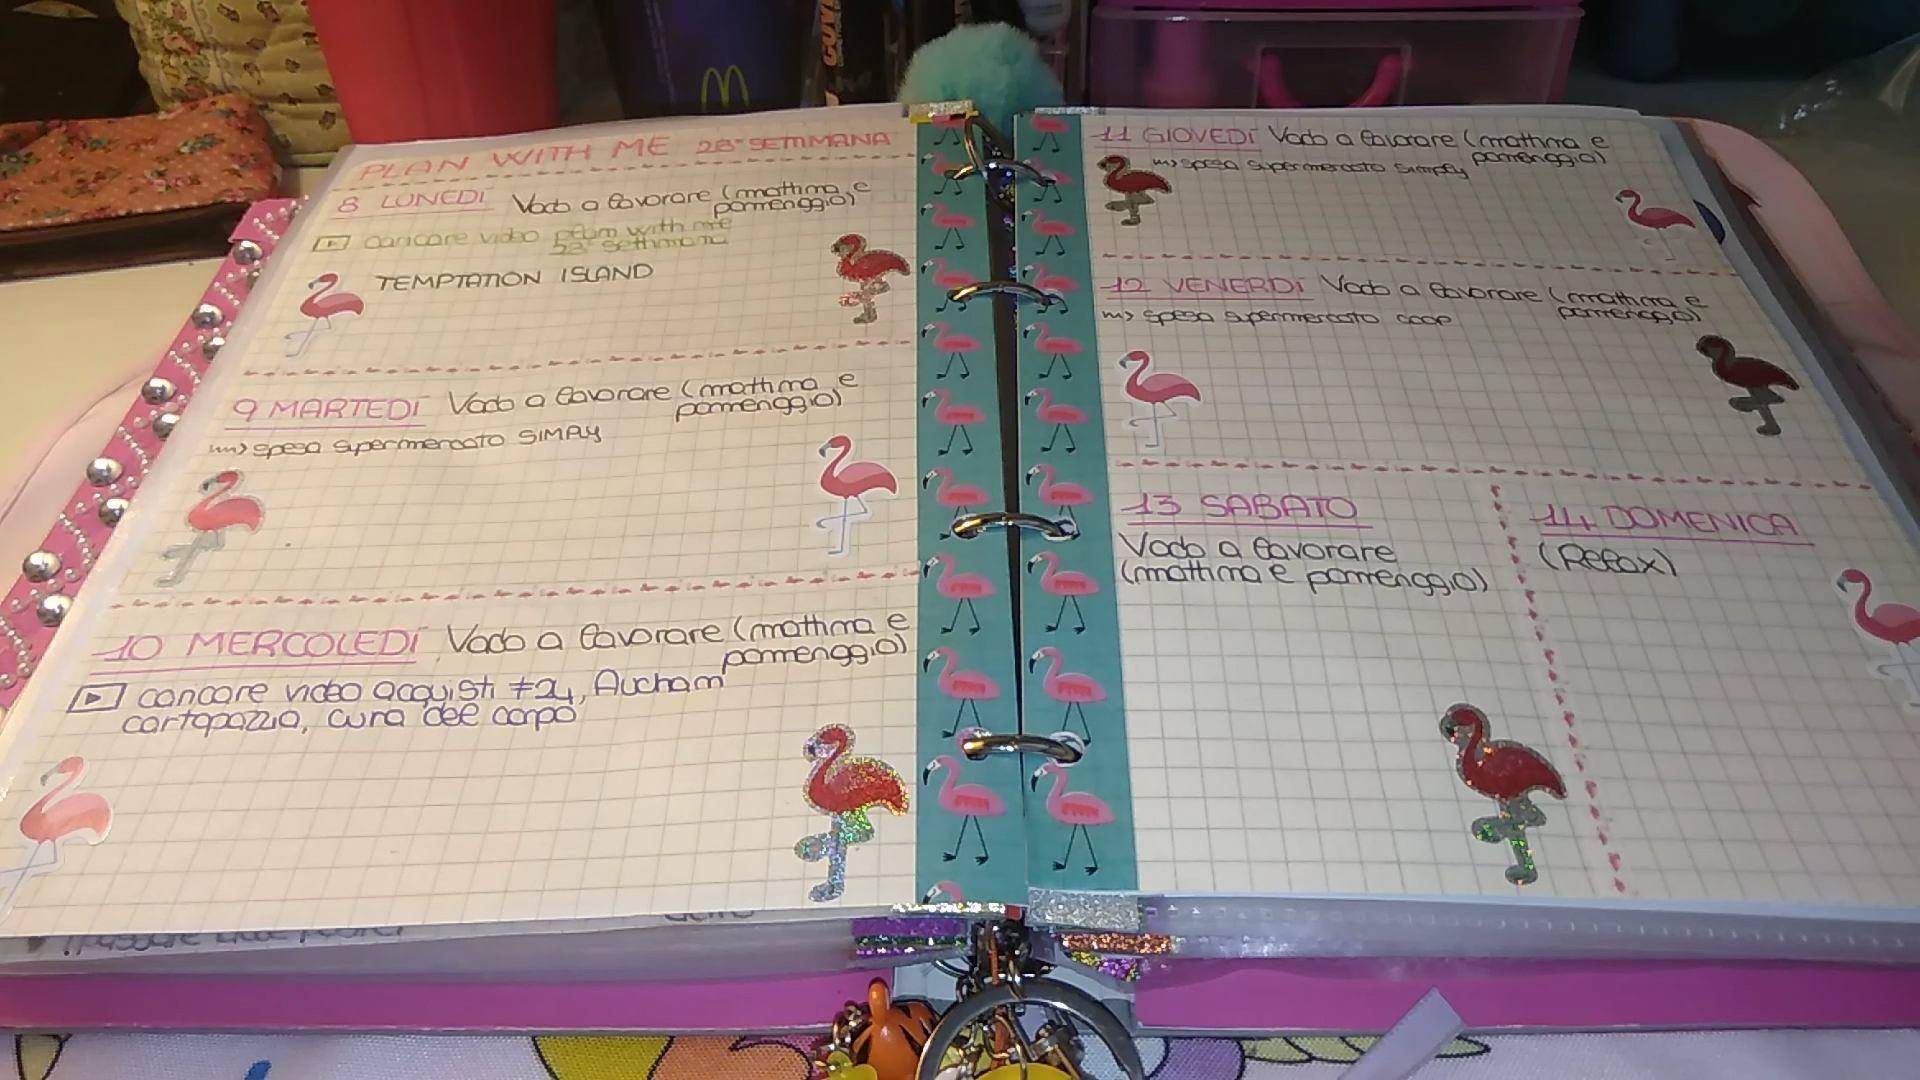 PLAN WITH ME 28° SETTIMANA
8 LUNEDÌ Vado a lavorare (mattina e
pomeriggio)
caricare video plan with me
28° settimana
TEMPTATION ISLAND
9 MARTEDÌ Vado a lavorare (mattina e
pomeriggio)
spesa supermercato SIMPLY
10 MERCOLEDÌ Vado a lavorare (mattina e
pomeriggio)
caricare video acquisti #24, Auchan
cartopazzia, cura del corpo
11 GIOVEDÌ Vado a lavorare (mattina e
pomeriggio)
spesa supermercato simply
12 VENERDÌ Vado a lavorare (mattina e
pomeriggio)
spesa supermercato coop
13 SABATO
Vado a lavorare
(mattina e pomeriggio)
14 DOMENICA
(Relax)